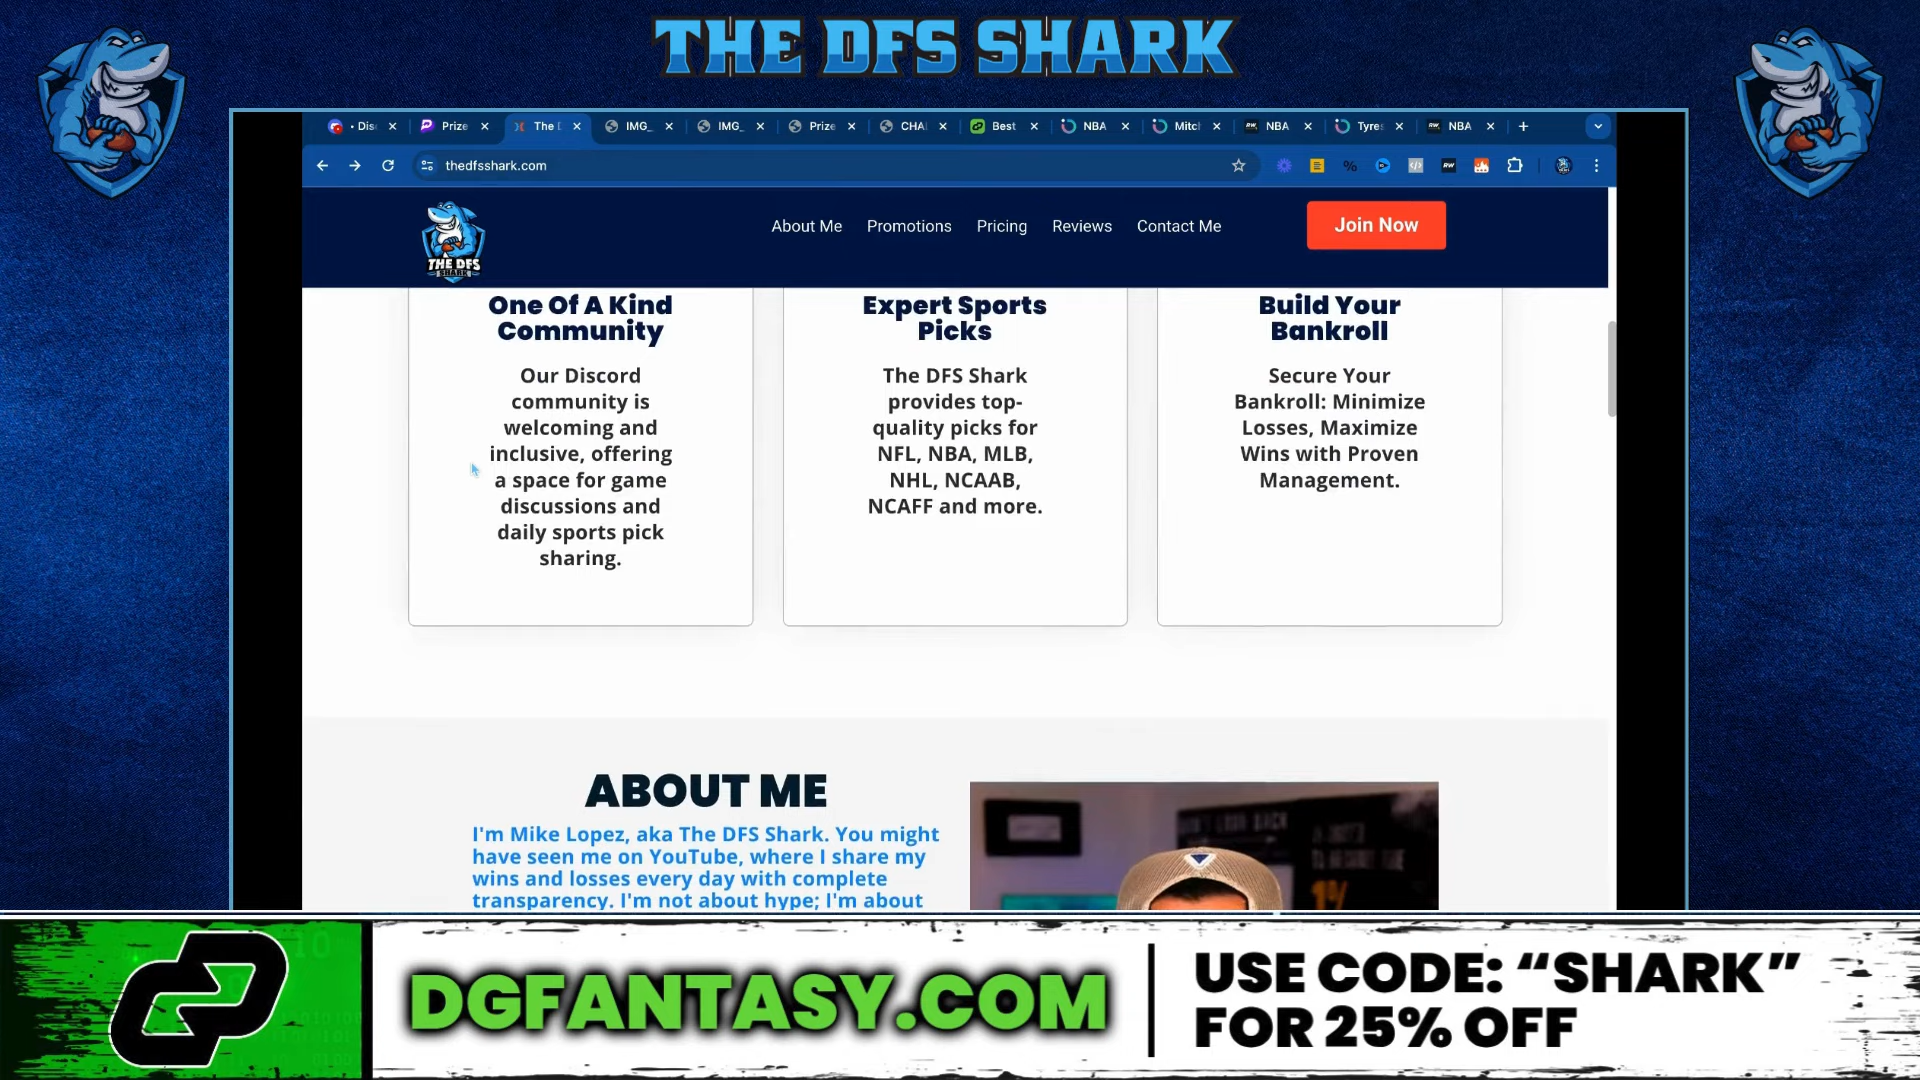 THE DFS SHARK
• Dis
Prize
The D
IMG_
IMG_
Prize
CHA
Best
NBA
Mitc
NBA
Tyre
NBA
thedfsshark.com
THE DFS
SHARK
About Me
Promotions
Pricing
Reviews
Contact Me
Join Now
One Of A Kind
Community
Our Discord
community is
welcoming and
inclusive, offering
a space for game
discussions and
daily sports pick
sharing.
Expert Sports
Picks
The DFS Shark
provides top-
quality picks for
NFL, NBA, MLB,
NHL, NCAAB,
NCAFF and more.
Build Your
Bankroll
Secure Your
Bankroll: Minimize
Losses, Maximize
Wins with Proven
Management.
ABOUT ME
I'm Mike Lopez, aka The DFS Shark. You might
have seen me on YouTube, where I share my
wins and losses every day with complete
transparency. I'm not about hype; I'm about
DGFANTASY.COM
USE CODE: “SHARK”
FOR 25% OFF